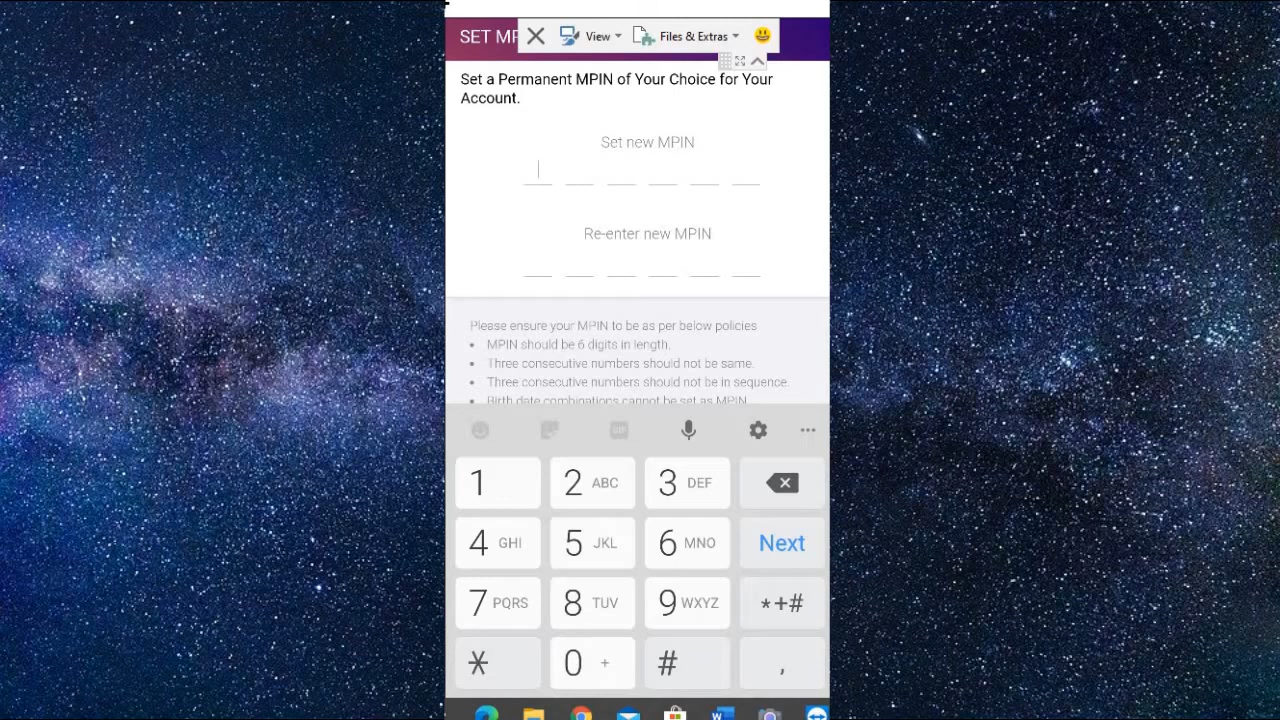 SET MP
View
Files & Extras
Set a Permanent MPIN of Your Choice for Your
Account.
Set new MPIN
Re-enter new MPIN
Please ensure your MPIN to be as per below policies
• MPIN should be 6 digits in length.
• Three consecutive numbers should not be same.
• Three consecutive numbers should not be in sequence.
• Birth date combinations cannot be set as MPIN
GIF
1 2 ABC 3 DEF
4 GHI 5 JKL 6 MNO Next
7 PQRS 8 TUV 9 WXYZ *+#
* 0 + # ,